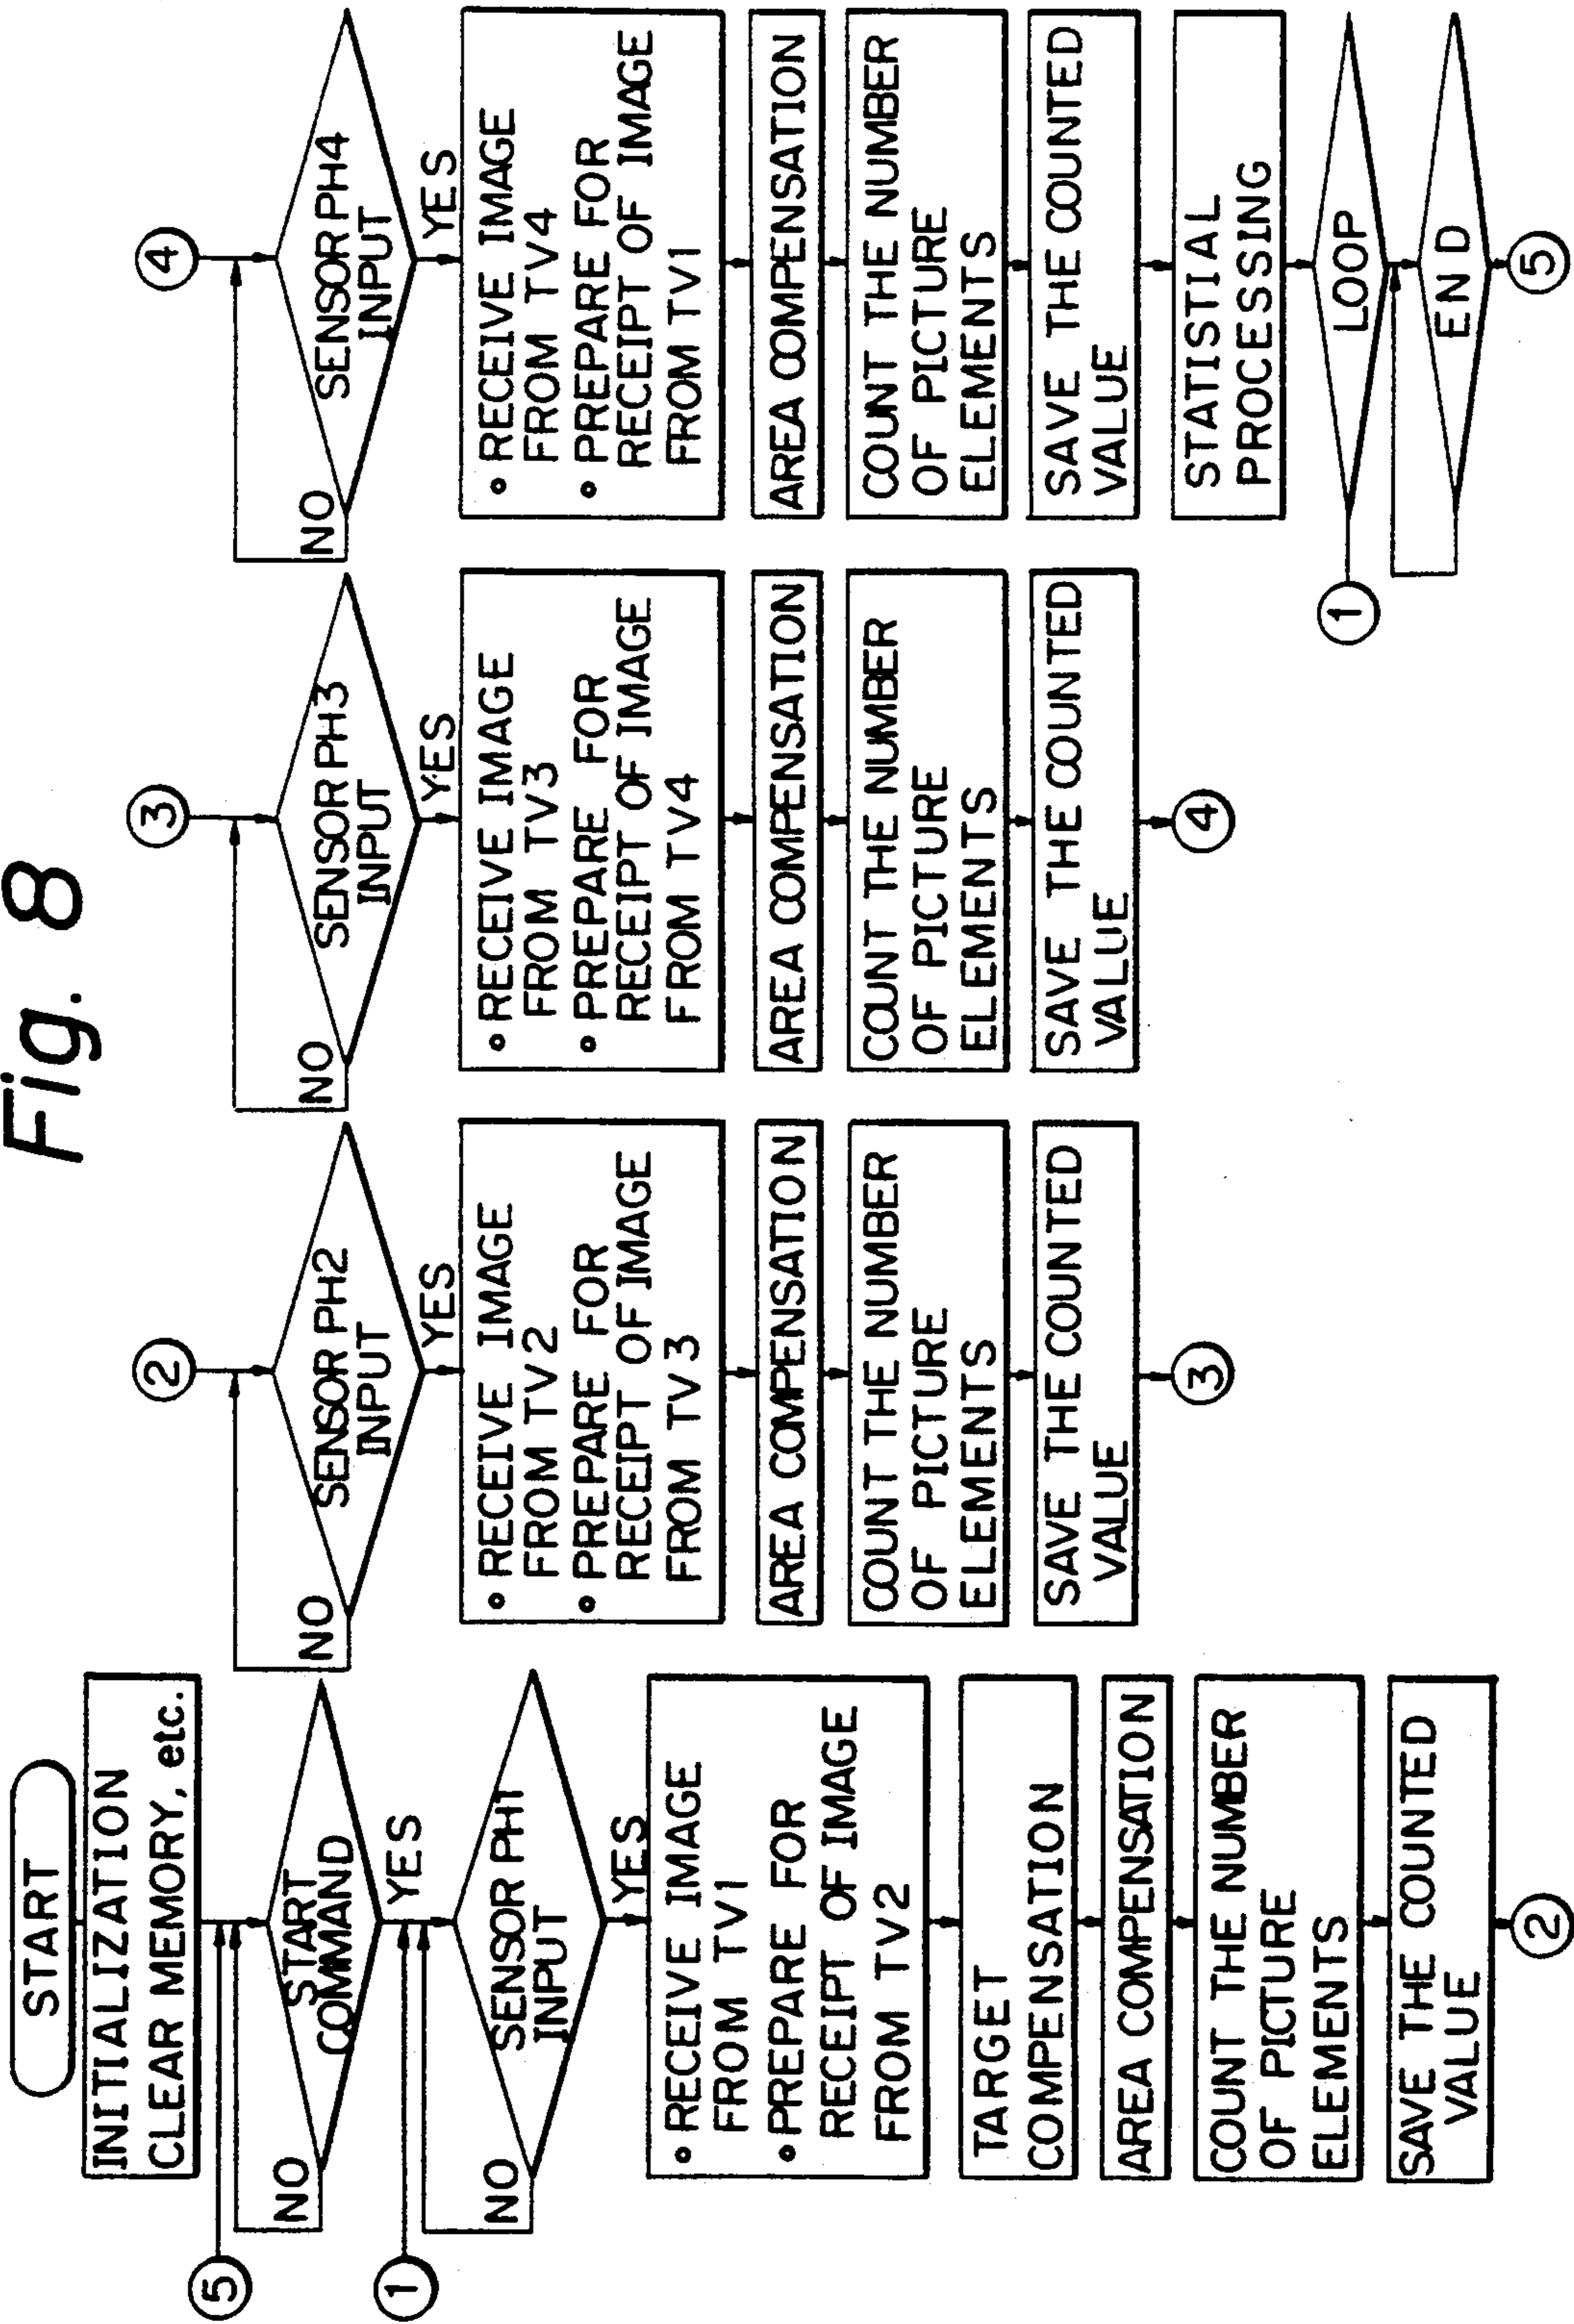 Fig. 8
START
INITIALIZATION
CLEAR MEMORY, etc.
⑤
START
COMMAND
NO
YES
①
SENSOR PH1
INPUT
NO
YES
• RECEIVE IMAGE
FROM TV1
• PREPARE FOR
RECEIPT OF IMAGE
FROM TV2
TARGET
COMPENSATION
AREA COMPENSATION
COUNT THE NUMBER
OF PICTURE
ELEMENTS
SAVE THE COUNTED
VALUE
②
②
SENSOR PH2
INPUT
NO
YES
• RECEIVE IMAGE
FROM TV2
• PREPARE FOR
RECEIPT OF IMAGE
FROM TV3
AREA COMPENSATION
COUNT THE NUMBER
OF PICTURE
ELEMENTS
SAVE THE COUNTED
VALUE
③
③
SENSOR PH3
INPUT
NO
YES
• RECEIVE IMAGE
FROM TV3
• PREPARE FOR
RECEIPT OF IMAGE
FROM TV4
AREA COMPENSATION
COUNT THE NUMBER
OF PICTURE
ELEMENTS
SAVE THE COUNTED
VALUE
④
④
SENSOR PH4
INPUT
NO
YES
• RECEIVE IMAGE
FROM TV4
• PREPARE FOR
RECEIPT OF IMAGE
FROM TV1
AREA COMPENSATION
COUNT THE NUMBER
OF PICTURE
ELEMENTS
SAVE THE COUNTED
VALUE
STATISTIAL
PROCESSING
LOOP
①
END
⑤